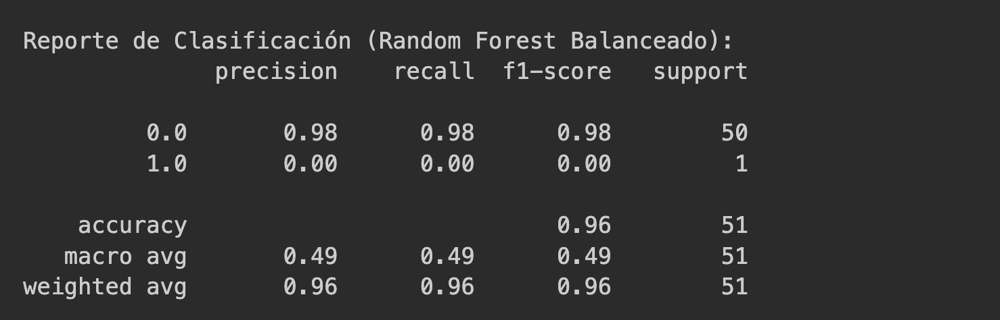 Reporte de Clasificación (Random Forest Balanceado):
precision recall f1-score support
0.0 0.98 0.98 0.98 50
1.0 0.00 0.00 0.00 1
accuracy 0.96 51
macro avg 0.49 0.49 0.49 51
weighted avg 0.96 0.96 0.96 51